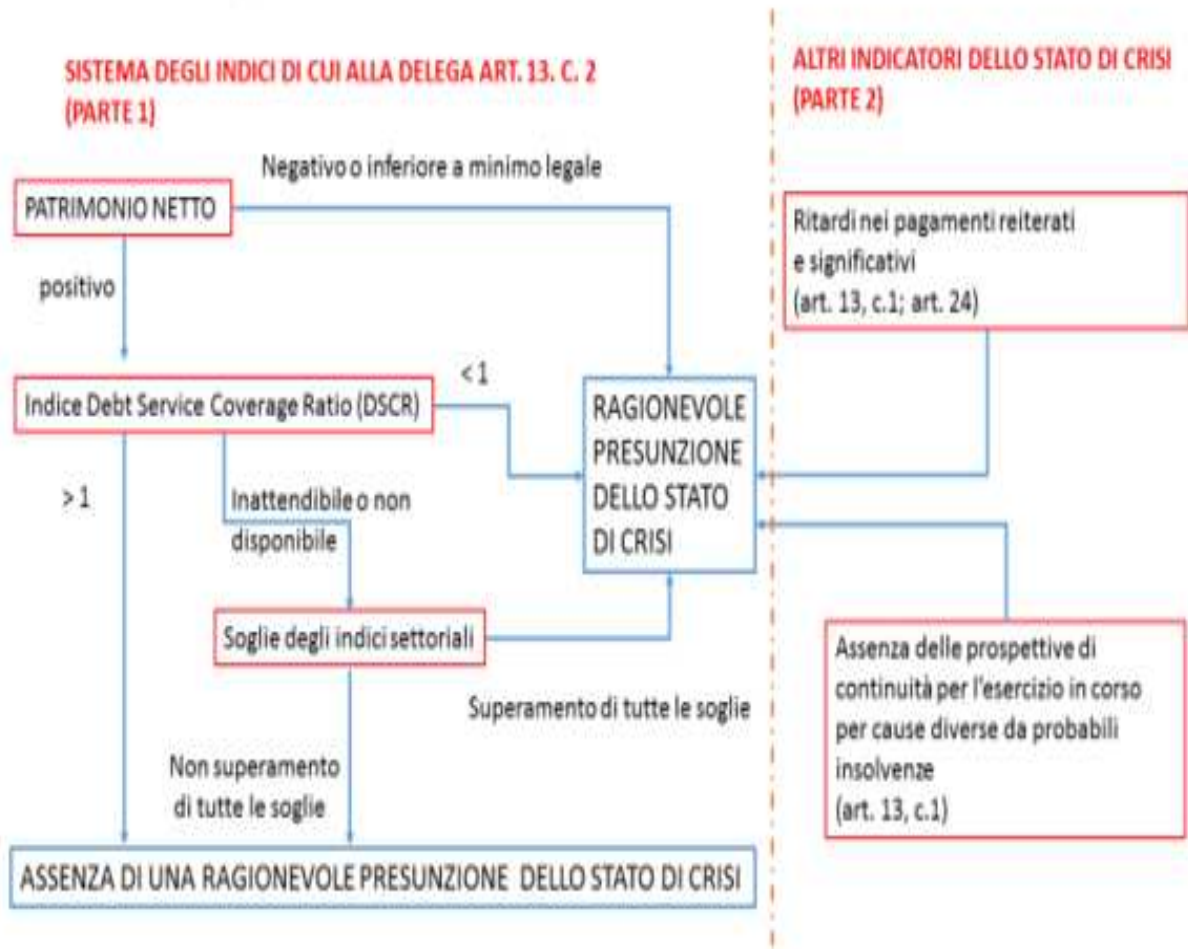 SISTEMA DEGLI INDICI DI CUI ALLA DELEGA ART. 13. C. 2
(PARTE 1)
ALTRI INDICATORI DELLO STATO DI CRISI
(PARTE 2)
Negativo o inferiore a minimo legale
PATRIMONIO NETTO
positivo
Ritardi nei pagamenti reiterati
e significativi
(art. 13, c.1; art. 24)
< 1
Indice Debt Service Coverage Ratio (DSCR)
RAGIONEVOLE
PRESUNZIONE
DELLO STATO
DI CRISI
> 1
Inattendibile o non
disponibile
Soglie degli indici settoriali
Superamento di tutte le soglie
Non superamento
di tutte le soglie
Assenza delle prospettive di
continuità per l'esercizio in corso
per cause diverse da probabili
insolvenze
(art. 13, c.1)
ASSENZA DI UNA RAGIONEVOLE PRESUNZIONE DELLO STATO DI CRISI